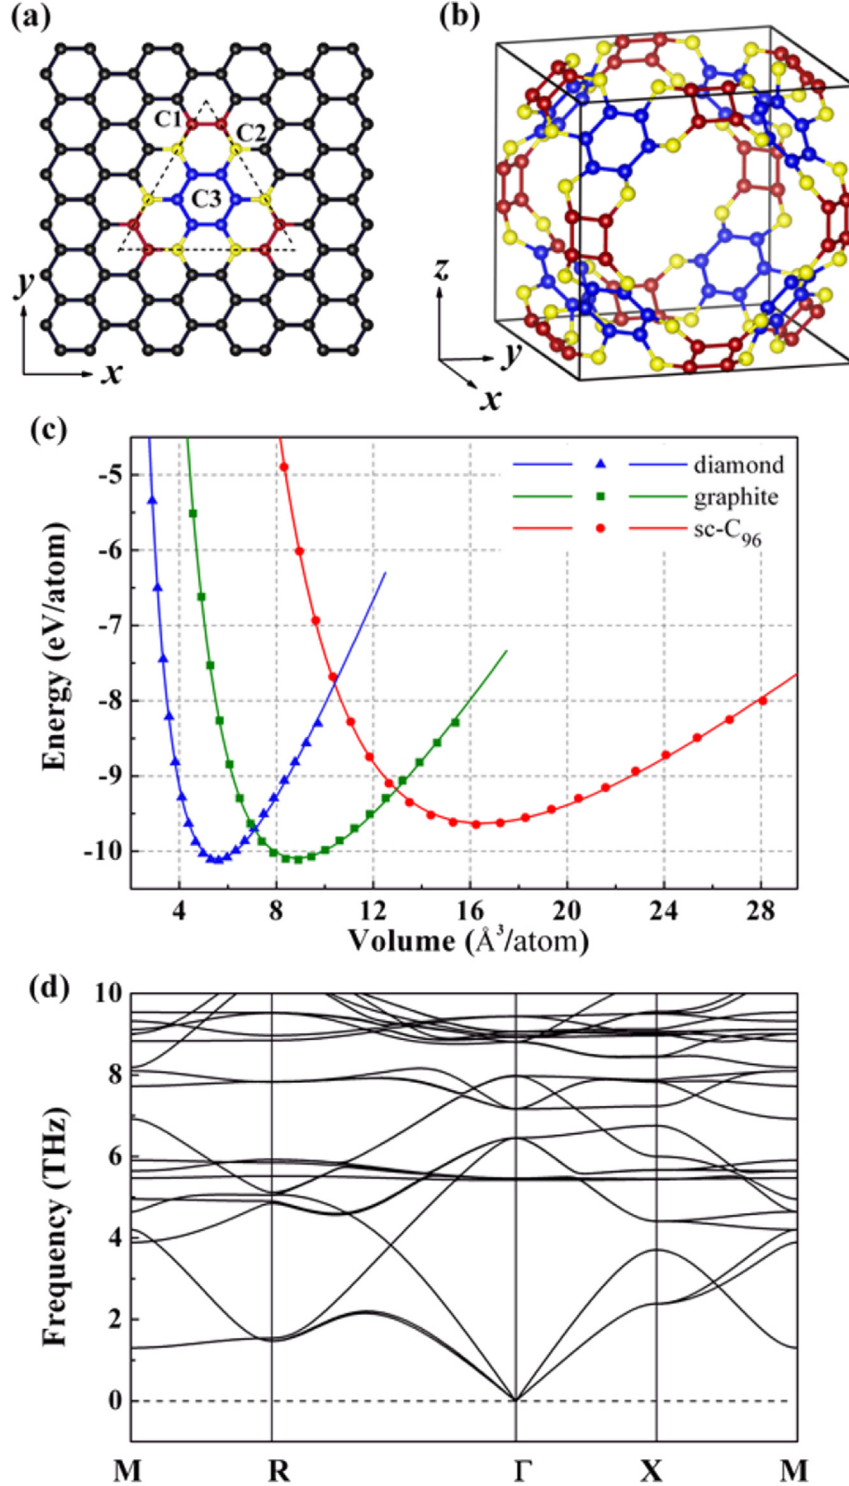 (a)
(b)
C1
C2
C3
y
x
z
y
x
(c)
diamond
graphite
sc-C96
-5
-6
-7
-8
-9
-10
Energy (eV/atom)
4 8 12 16 20 24 28
Volume (Å³/atom)
(d)
10
8
6
4
2
0
Frequency (THz)
M R Γ X M